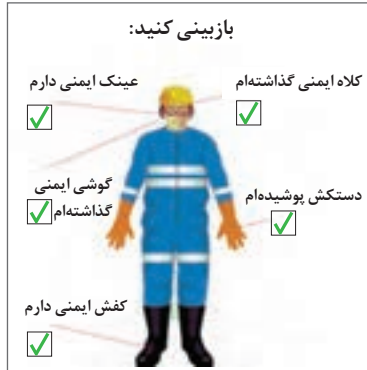 بازبینی کنید:
کلاه ایمنی گذاشته‌ام
عینک ایمنی دارم
گوشی ایمنی
گذاشته‌ام
دستکش پوشیده‌ام
کفش ایمنی دارم